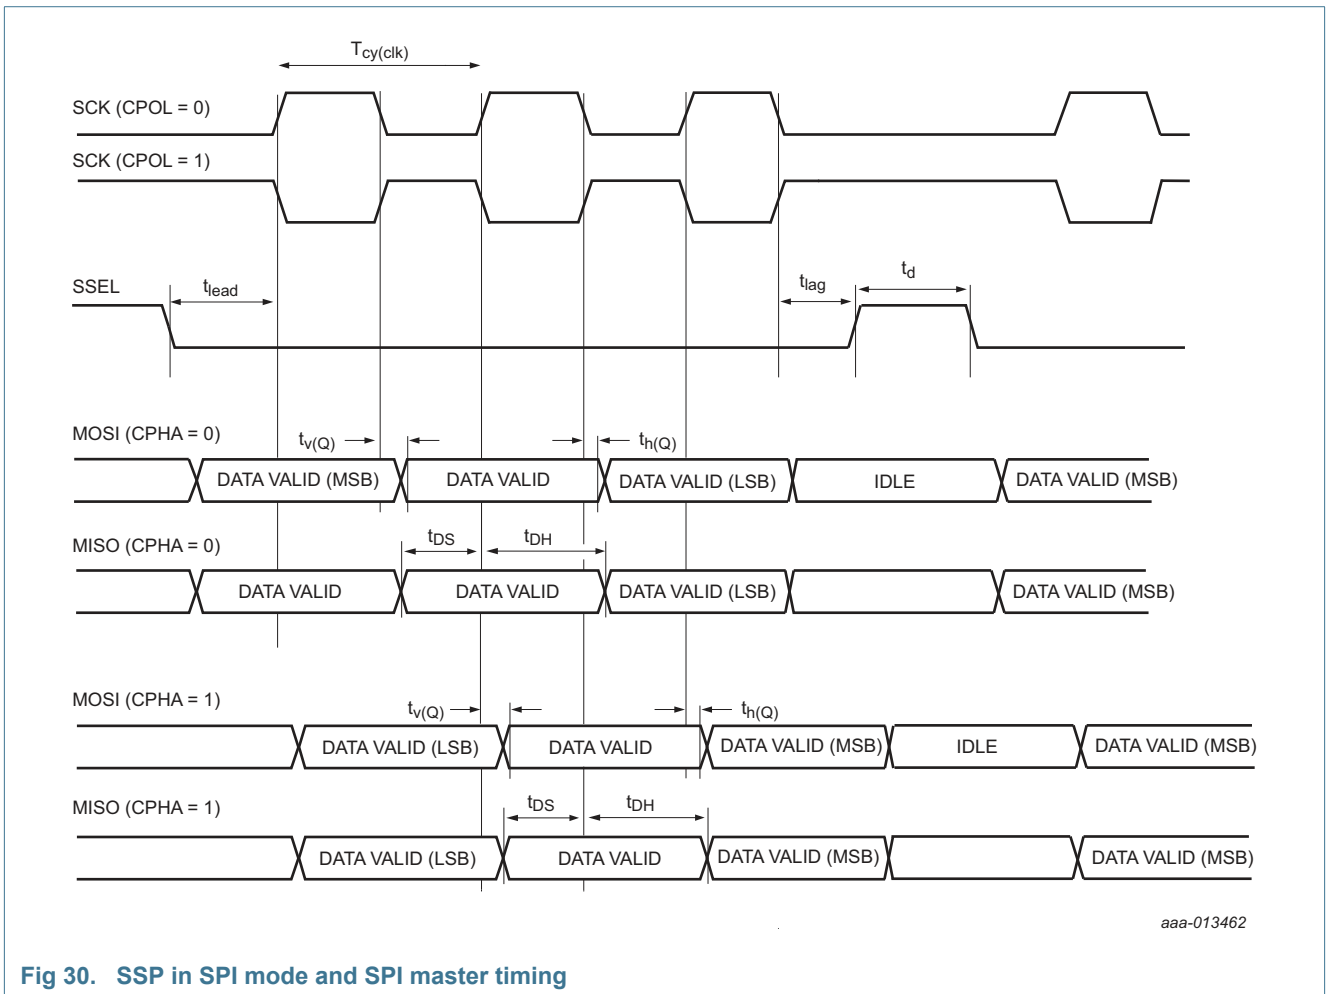 Tcy(clk)
SCK (CPOL = 0)
SCK (CPOL = 1)
SSEL
tlead
tlag
td
MOSI (CPHA = 0)
tv(Q)
th(Q)
DATA VALID (MSB)
DATA VALID
DATA VALID (LSB)
IDLE
DATA VALID (MSB)
MISO (CPHA = 0)
tDS
tDH
DATA VALID
DATA VALID
DATA VALID (LSB)
DATA VALID (MSB)
MOSI (CPHA = 1)
tv(Q)
th(Q)
DATA VALID (LSB)
DATA VALID
DATA VALID (MSB)
IDLE
DATA VALID (MSB)
MISO (CPHA = 1)
tDS
tDH
DATA VALID (LSB)
DATA VALID
DATA VALID (MSB)
DATA VALID (MSB)
aaa-013462
Fig 30. SSP in SPI mode and SPI master timing